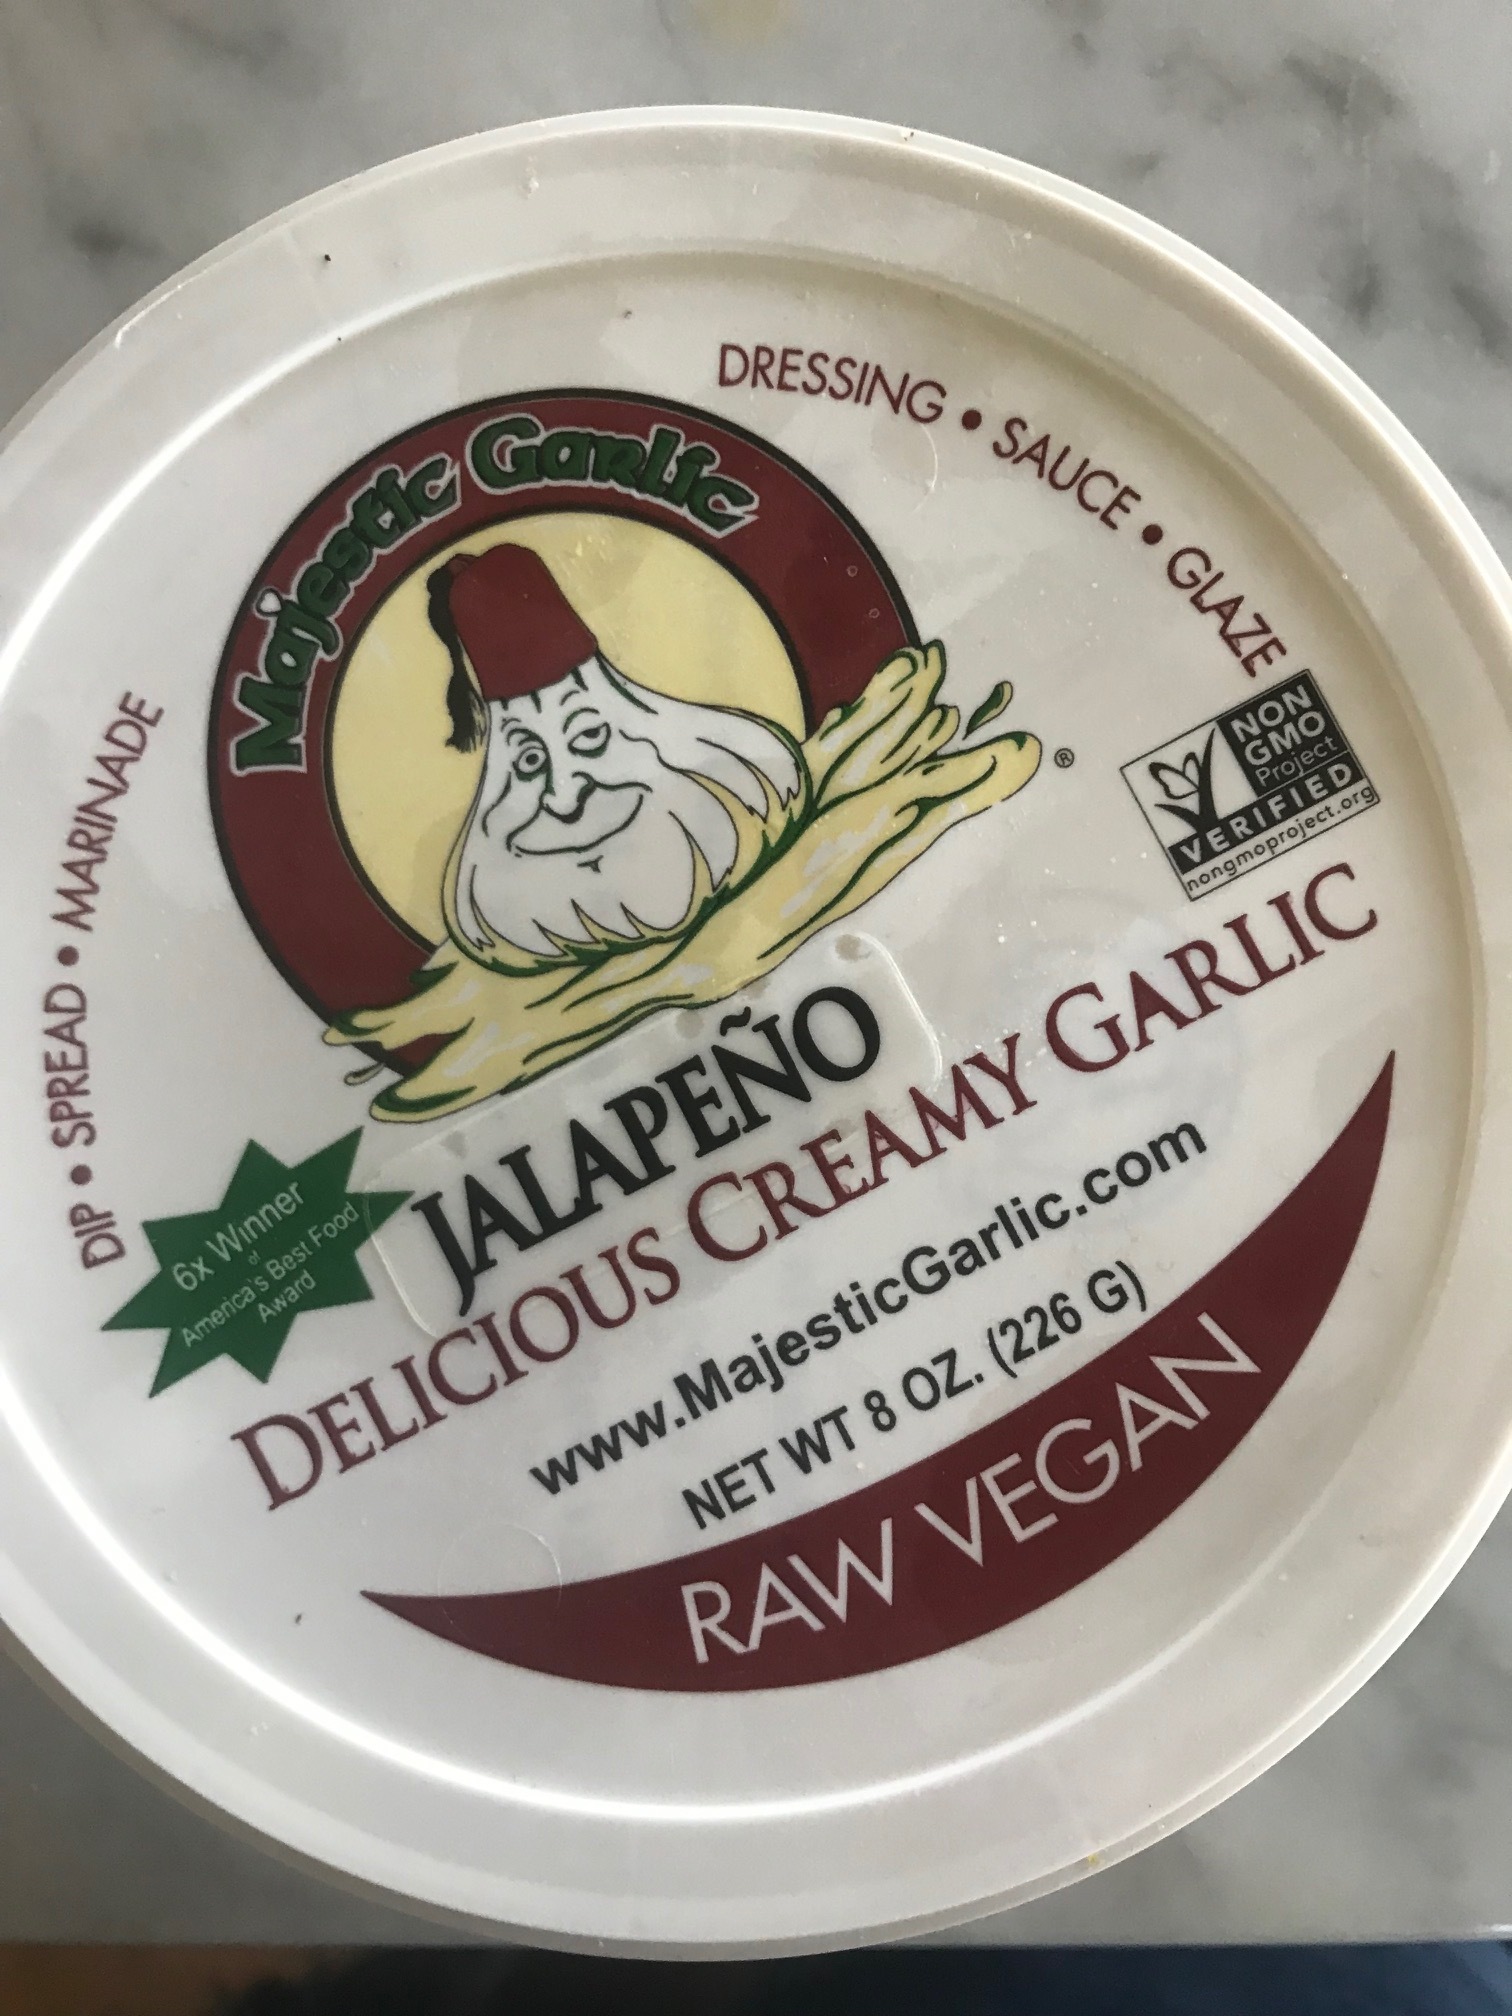 DRESSING • SAUCE • GLAZE
Majestic Garlic
®
NON
GMO
Project
VERIFIED
nongmoproject.org
DIP • SPREAD • MARINADE
6x Winner
of
America's Best Food
Award
JALAPEÑO
DELICIOUS CREAMY GARLIC
www.MajesticGarlic.com
NET WT 8 OZ. (226 G)
RAW VEGAN